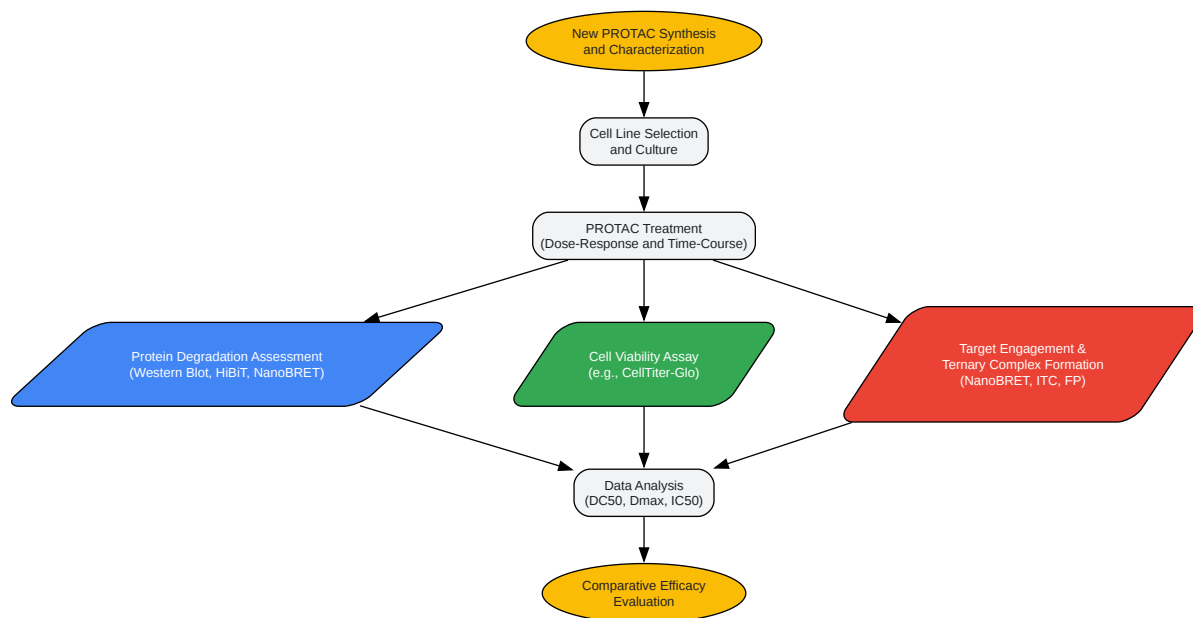 New PROTAC Synthesis
and Characterization
Cell Line Selection
and Culture
PROTAC Treatment
(Dose-Response and Time-Course)
Protein Degradation Assessment
(Western Blot, HiBiT, NanoBRET)
Cell Viability Assay
(e.g., CellTiter-Glo)
Target Engagement &
Ternary Complex Formation
(NanoBRET, ITC, FP)
Data Analysis
(DC50, Dmax, IC50)
Comparative Efficacy
Evaluation